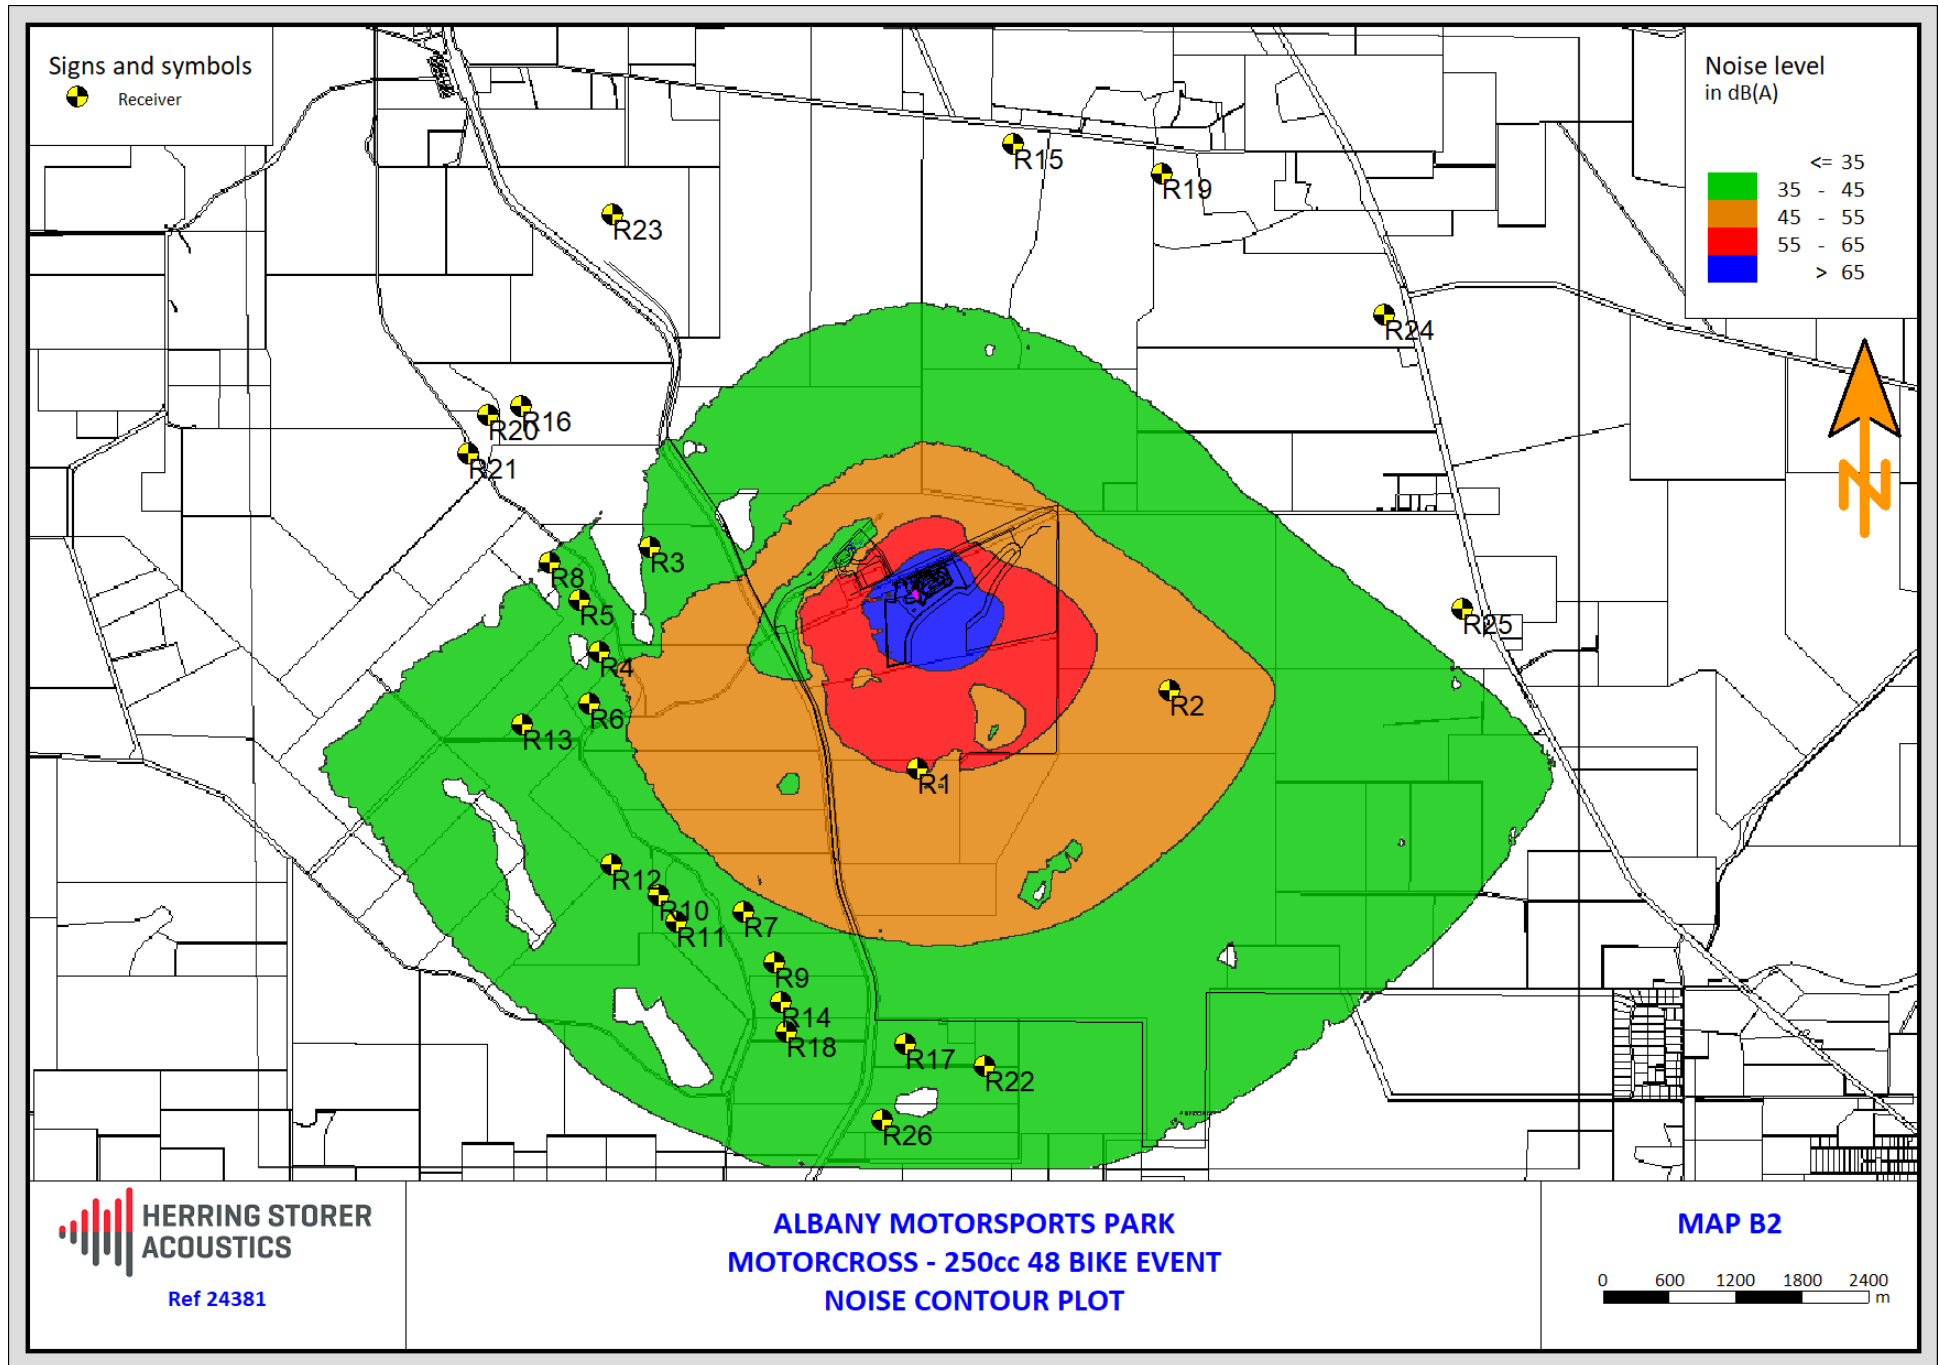 Signs and symbols
Receiver
Noise level
in dB(A)
<= 35
35 - 45
45 - 55
55 - 65
> 65
R15
R19
R23
R24
R16
R20
R21
R3
R8
R5
R25
R4
R2
R6
R13
R1
R12
R10
R7
R11
R9
R14
R18
R17
R22
R26
N
HERRING STORER
ACOUSTICS
Ref 24381
ALBANY MOTORSPORTS PARK
MOTORCROSS - 250cc 48 BIKE EVENT
NOISE CONTOUR PLOT
MAP B2
0 600 1200 1800 2400
m